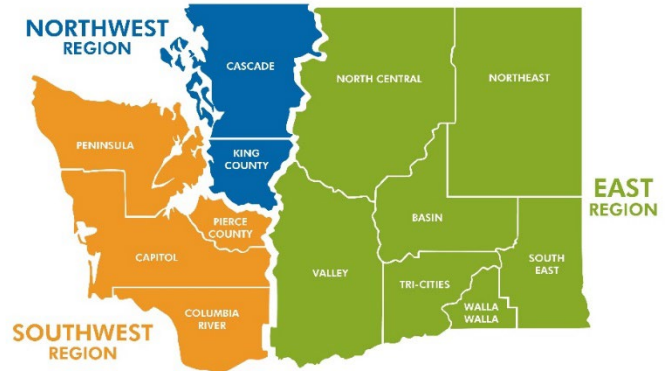 NORTHWEST
REGION
CASCADE
NORTH CENTRAL
NORTHEAST
PENINSULA
KING
COUNTY
EAST
REGION
PIERCE
COUNTY
BASIN
CAPITOL
VALLEY
SOUTH
EAST
TRI-CITIES
COLUMBIA
RIVER
WALLA
WALLA
SOUTHWEST
REGION